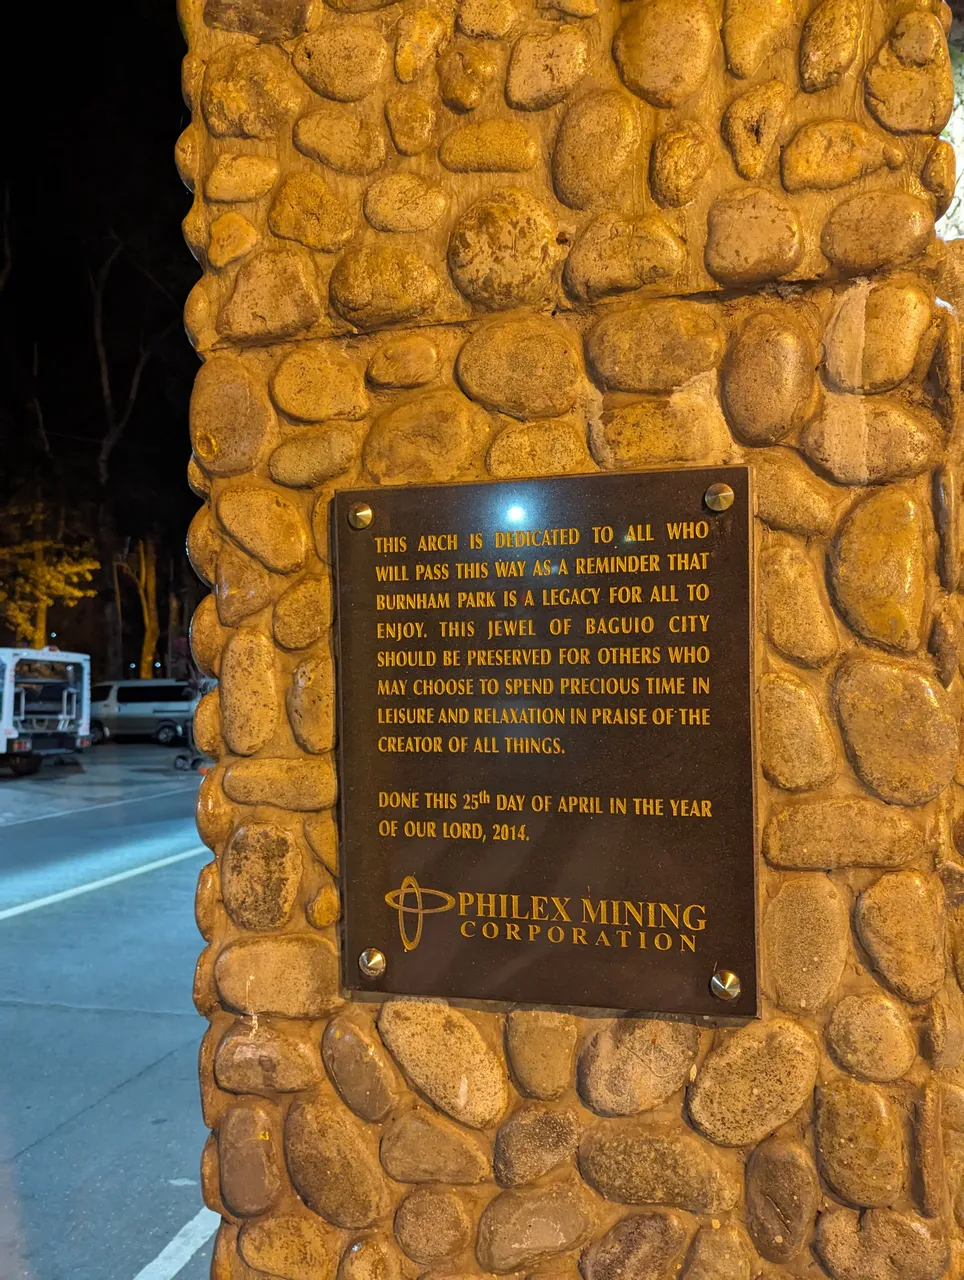 THIS ARCH IS DEDICATED TO ALL WHO
WILL PASS THIS WAY AS A REMINDER THAT
BURNHAM PARK IS A LEGACY FOR ALL TO
ENJOY. THIS JEWEL OF BAGUIO CITY
SHOULD BE PRESERVED FOR OTHERS WHO
MAY CHOOSE TO SPEND PRECIOUS TIME IN
LEISURE AND RELAXATION IN PRAISE OF THE
CREATOR OF ALL THINGS.
DONE THIS 25th DAY OF APRIL IN THE YEAR
OF OUR LORD, 2014.
PHILEX MINING
CORPORATION